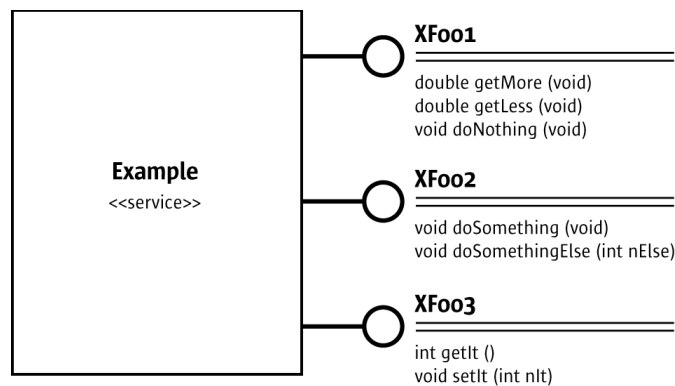 Example
<<service>>
XFoo1
double getMore (void)
double getLess (void)
void doNothing (void)
XFoo2
void doSomething (void)
void doSomethingElse (int nElse)
XFoo3
int getIt ()
void setIt (int nIt)